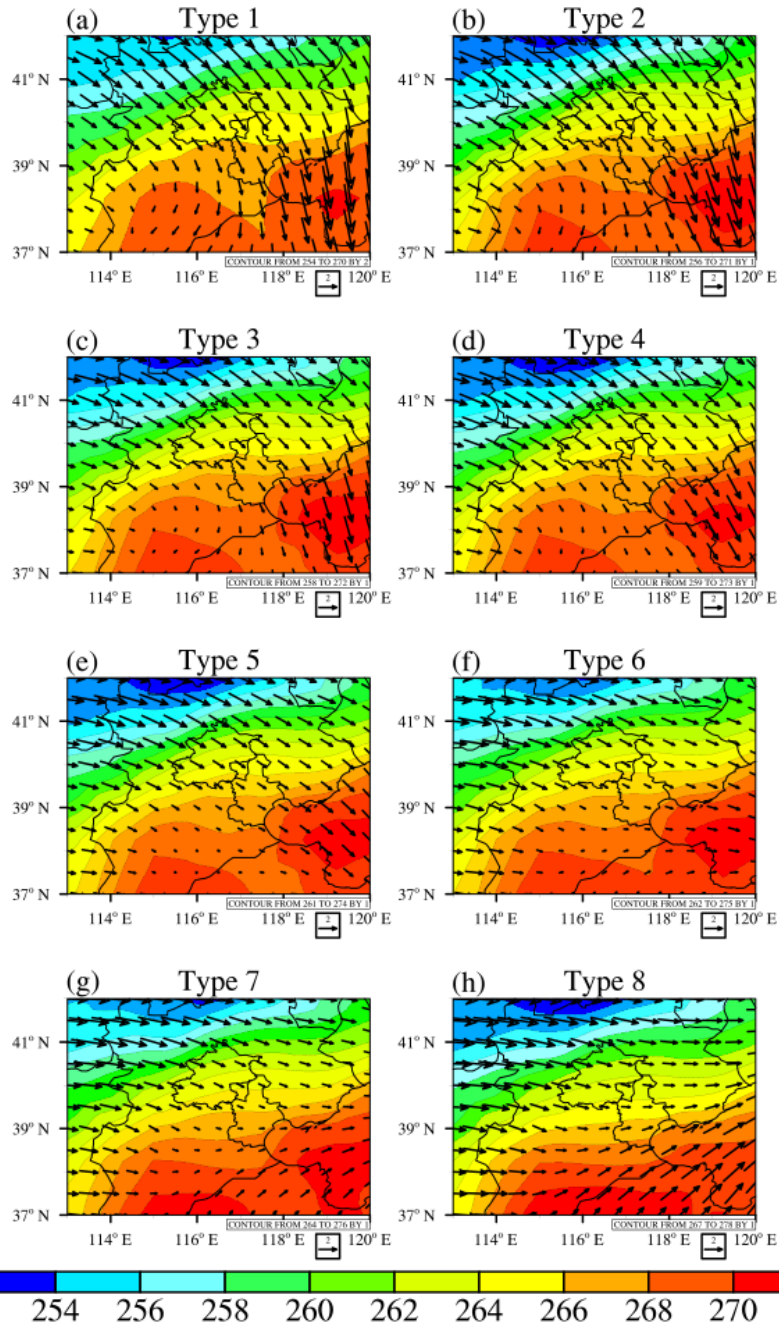 (a) Type 1 (b) Type 2
41° N 41° N
39° N 39° N
37° N 37° N
CONTOUR FROM 254 TO 270 BY 2 CONTOUR FROM 256 TO 271 BY 1
114° E 116° E 118° E 120° E 114° E 116° E 118° E 120° E
2 2
(c) Type 3 (d) Type 4
41° N 41° N
39° N 39° N
37° N 37° N
CONTOUR FROM 258 TO 272 BY 1 CONTOUR FROM 259 TO 273 BY 1
114° E 116° E 118° E 120° E 114° E 116° E 118° E 120° E
2 2
(e) Type 5 (f) Type 6
41° N 41° N
39° N 39° N
37° N 37° N
CONTOUR FROM 261 TO 274 BY 1 CONTOUR FROM 262 TO 275 BY 1
114° E 116° E 118° E 120° E 114° E 116° E 118° E 120° E
2 2
(g) Type 7 (h) Type 8
41° N 41° N
39° N 39° N
37° N 37° N
CONTOUR FROM 264 TO 276 BY 1 CONTOUR FROM 267 TO 278 BY 1
114° E 116° E 118° E 120° E 114° E 116° E 118° E 120° E
2 2
254 256 258 260 262 264 266 268 270